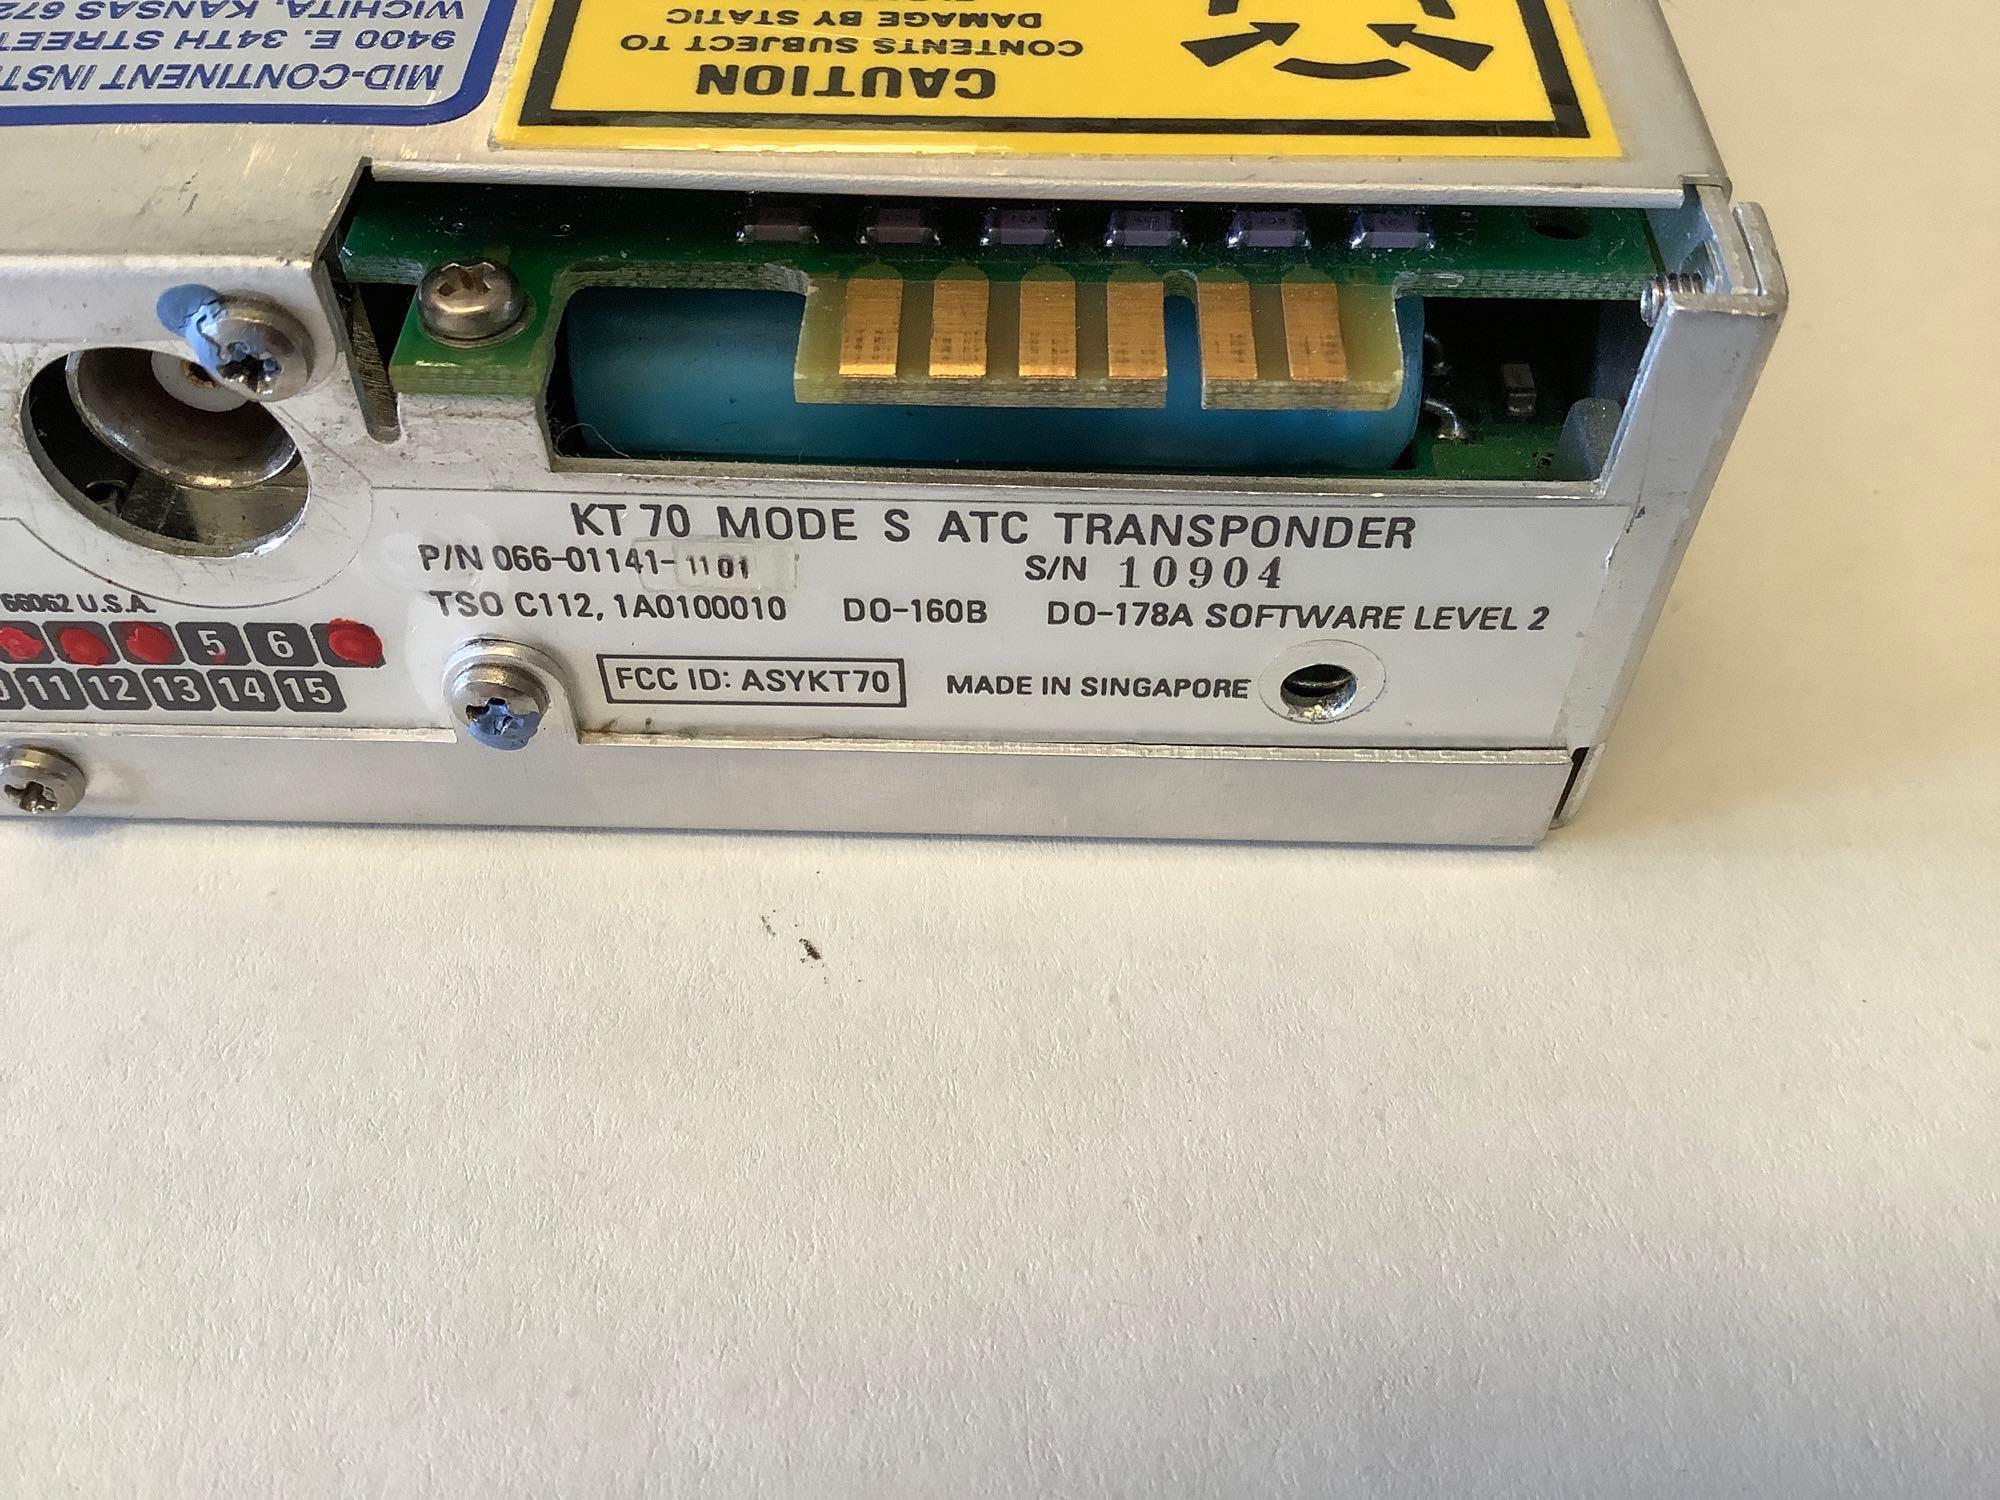 MID-CONTINENT
9400 E. 34TH STREET
WICHITA, KANSAS
CAUTION
CONTENTS SUBJECT TO
DAMAGE BY STATIC
KT 70 MODE S ATC TRANSPONDER
P/N 066-01141-1101 S/N 10904
66062 U.S.A.
TSO C112, 1A0100010 DO-160B DO-178A SOFTWARE LEVEL 2
5 6
11 12 13 14 15
FCC ID: ASYKT70 MADE IN SINGAPORE